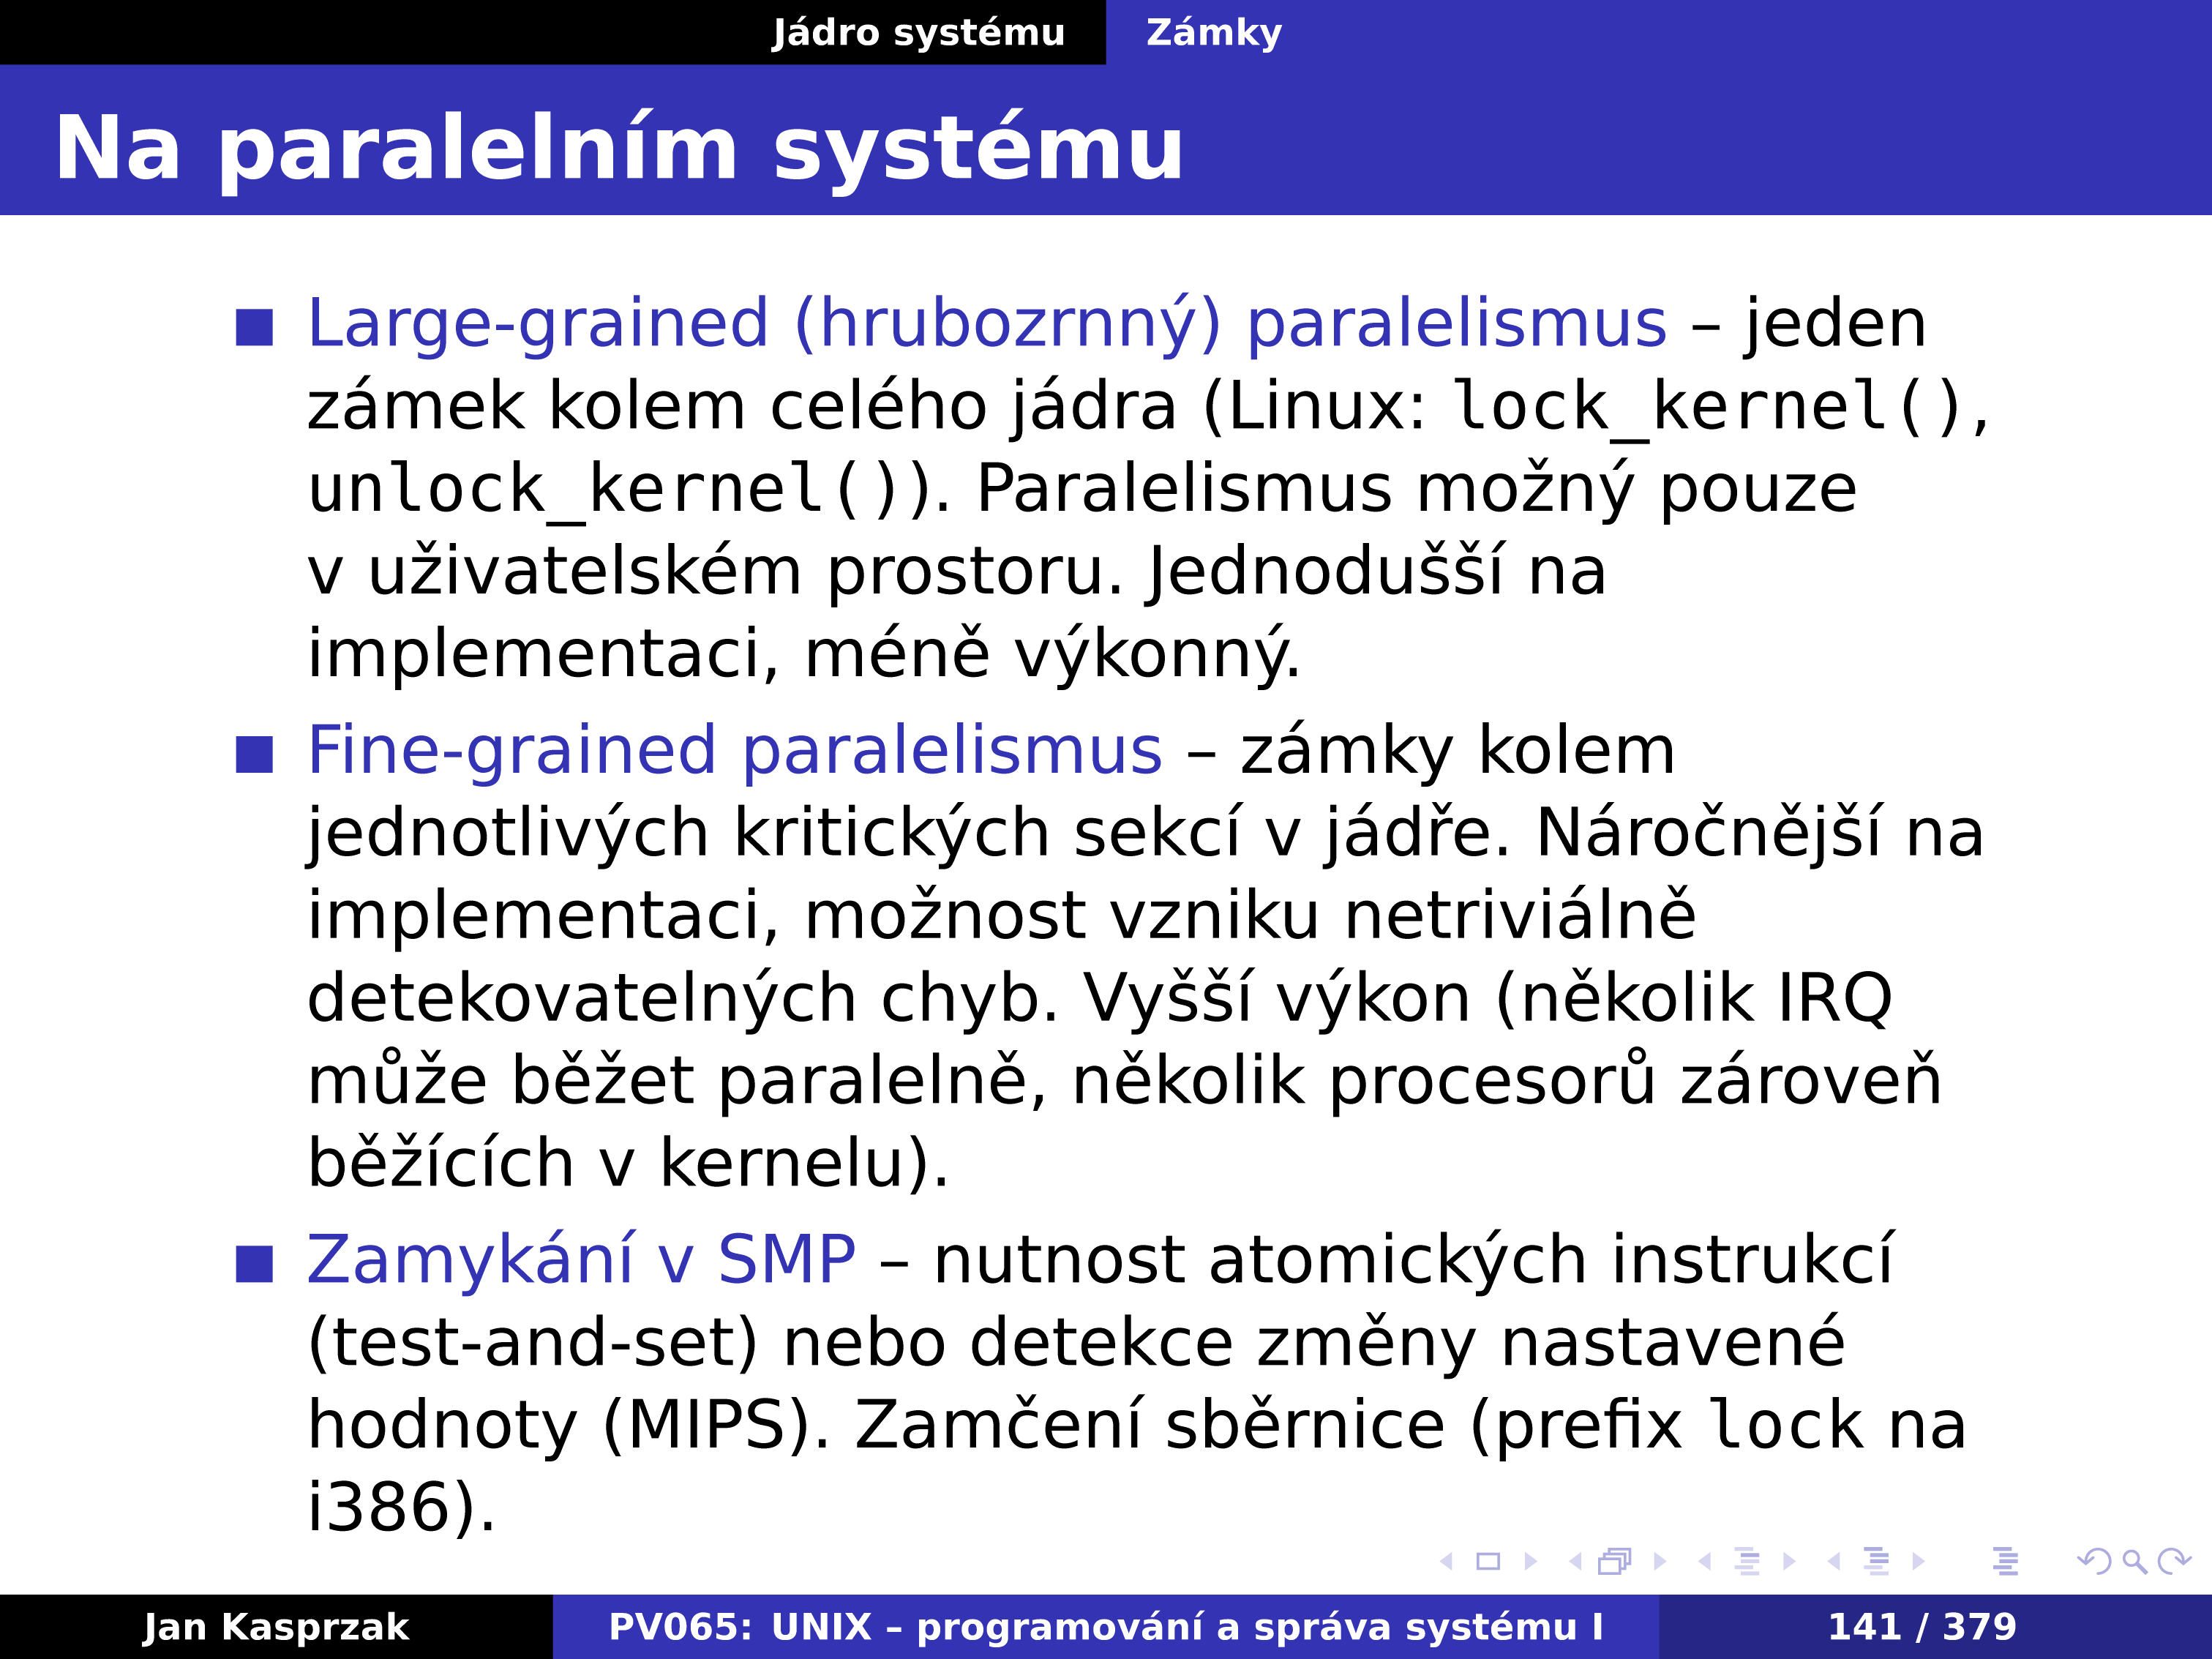 Jádro systému Zámky
Na paralelním systému
Large-grained (hrubozrnný) paralelismus – jeden
zámek kolem celého jádra (Linux: lock_kernel(),
unlock_kernel()). Paralelismus možný pouze
v uživatelském prostoru. Jednodušší na
implementaci, méně výkonný.
Fine-grained paralelismus – zámky kolem
jednotlivých kritických sekcí v jádře. Náročnější na
implementaci, možnost vzniku netriviálně
detekovatelných chyb. Vyšší výkon (několik IRQ
může běžet paralelně, několik procesorů zároveň
běžících v kernelu).
Zamykání v SMP – nutnost atomických instrukcí
(test-and-set) nebo detekce změny nastavené
hodnoty (MIPS). Zamčení sběrnice (prefix lock na
i386).
Jan Kasprzak PV065: UNIX – programování a správa systému I 141 / 379